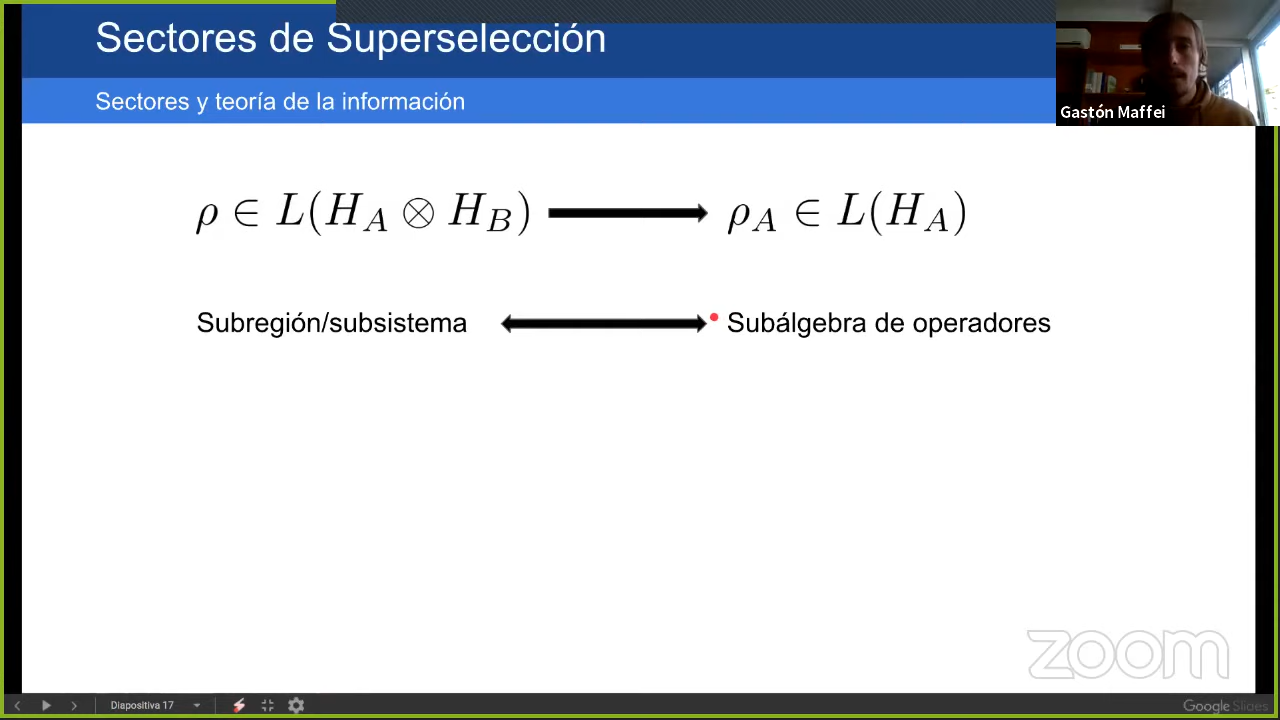 Sectores de Superselección
Sectores y teoría de la información
Gastón Maffei
ρ ∈ L(H_A ⊗ H_B) ρ_A ∈ L(H_A)
Subregión/subsistema Subálgebra de operadores
zoom
Diapositiva 17
Google Slides